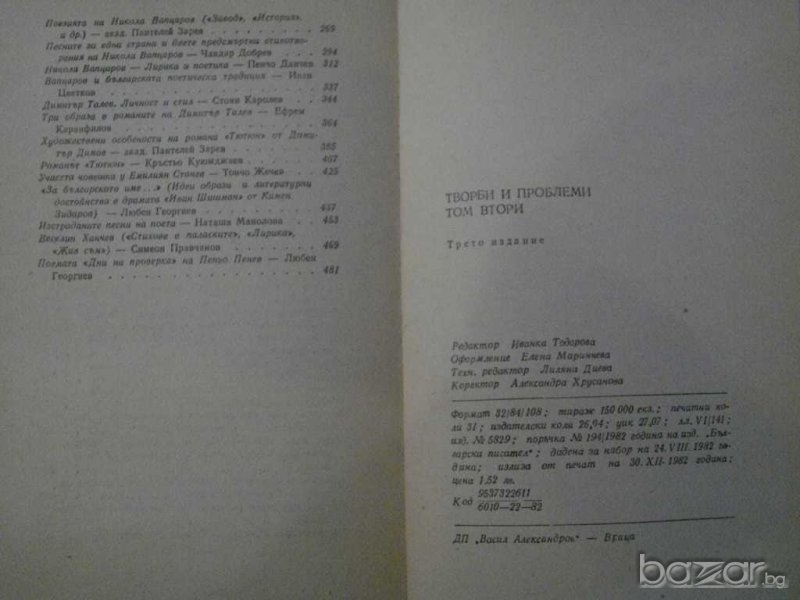 Поезията на Никола Вапцаров («Завод», «История»,
и др.) — акад. Пантелей Зарев . . . . . . 269
Песните за една страна и двете предсмъртни стихотво-
рения на Никола Вапцаров — Чавдар Добрев . . 294
Никола Вапцаров — Лирика и поетика — Пенчо Данчев 312
Вапцаров и българската поетическа традиция — Иван
Цветков . . . . . . . . . . . . 337
Димитър Талев. Личност и стил — Стоян Каролев . 344
Три образа в романите на Димитър Талев — Ефрем
Каранфилов . . . . . . . . . . . 364
Художествени особености на романа «Тютюн» от Дими-
тър Димов — акад. Пантелей Зарев . . . . . 385
Романът «Тютюн» — Кръстьо Куюмджиев . . . 407
Участта човешка у Емилиян Станев — Тончо Жечев . 425
«За българското име...» (Идеи образи и литературни
достойнства в драмата «Иван Шишман» от Камен
Зидаров) — Любен Георгиев . . . . . . . 437
Изстраданите песни на поета — Наташа Манолова . 453
Веселин Ханчев («Стихове в паласките», «Лирика»,
«Жив съм») — Симеон Правчанов . . . . . 469
Поемата «Дни на проверка» на Пеньо Пенев — Любен
Георгиев . . . . . . . . . . . . 481
ТВОРБИ И ПРОБЛЕМИ
ТОМ ВТОРИ
Трето издание
Редактор Иванка Тодорова
Оформление Елена Маринчева
Техн. редактор Лиляна Диева
Коректор Александра Хрусанова
Формат 32/84/108; тираж 150 000 екз.; печатни
коли 31; издателски коли 26,04; уик 27,07; лл. VI/141;
изд. № 5829; поръчка № 194/1982 година на изд. „Бъл-
гарски писател“; дадена за набор на 24. VIII. 1982 го-
дина; излиза от печат на 30. XII. 1982 година;
цена 1,52 лв.
Код 9537322611
6010—22—82
ДП „Васил Александров“ — Враца
bazar.bg